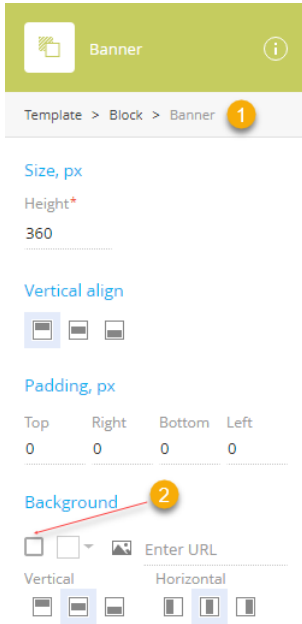 Banner
Template > Block > Banner 1
Size, px
Height*
360
Vertical align
Padding, px
Top Right Bottom Left
0 0 0 0
Background 2
Enter URL
Vertical Horizontal